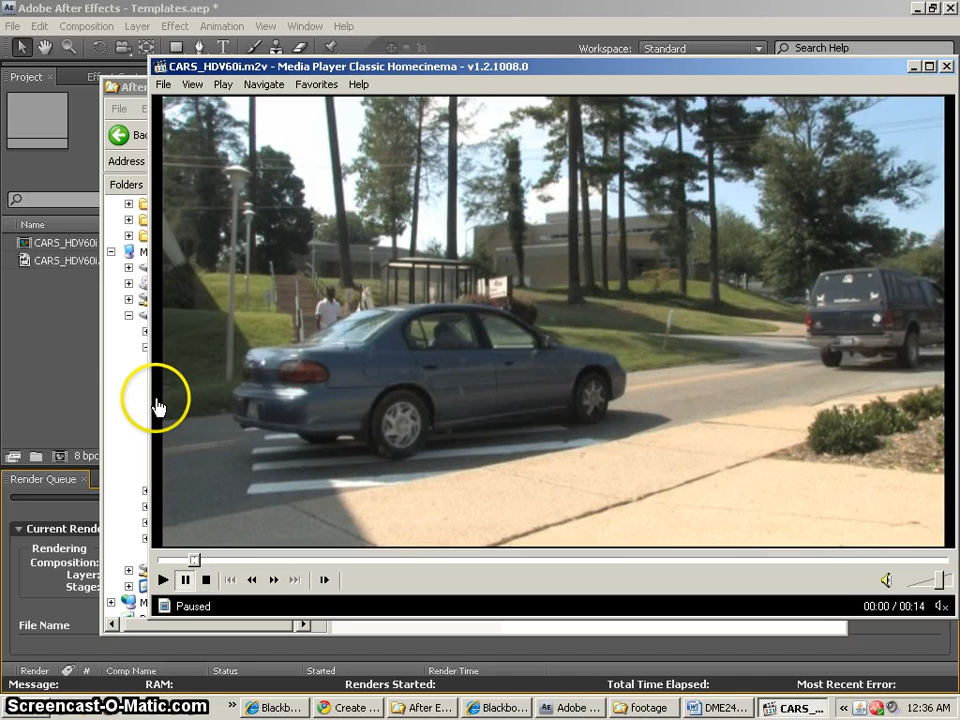 Adobe After Effects - Templates.aep *
File Edit Composition Layer Effect Animation View Window Help
Workspace: Standard Search Help
Project
Name
CARS_HDV60i
CARS_HDV60i.
8 bpc
Render Queue
Current Rend
Rendering
Composition:
Layer:
Stage:
File Name
Render # Comp Name Status Started Render Time
Message: RAM: Renders Started: Total Time Elapsed: Most Recent Error:
After
File
Bac
Address
Folders
CARS_HDV60i.m2v - Media Player Classic Homecinema - v1.2.1008.0
File View Play Navigate Favorites Help
Paused 00:00 / 00:14
Screencast-O-Matic.com
Blackb... Create ... After E... Blackbo... Adobe ... footage DME24... CARS_... 12:36 AM